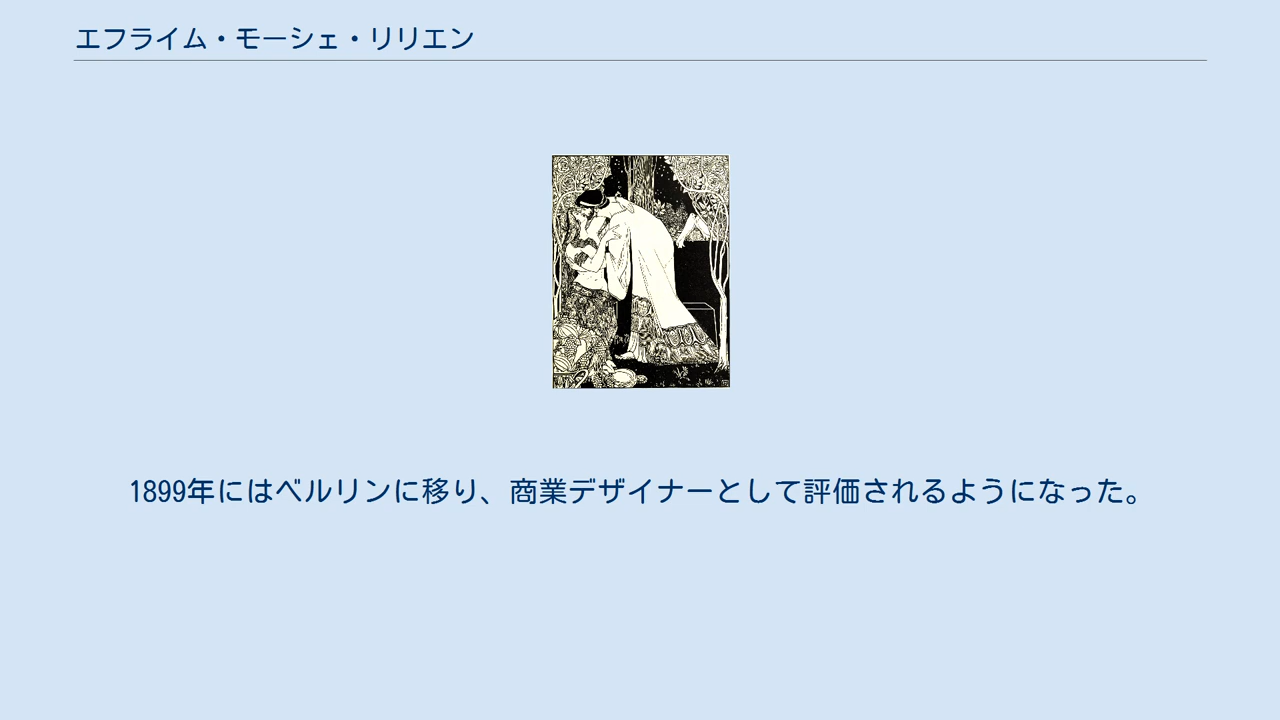 エフライム・モーシェ・リリエン
1899年にはベルリンに移り、商業デザイナーとして評価されるようになった。